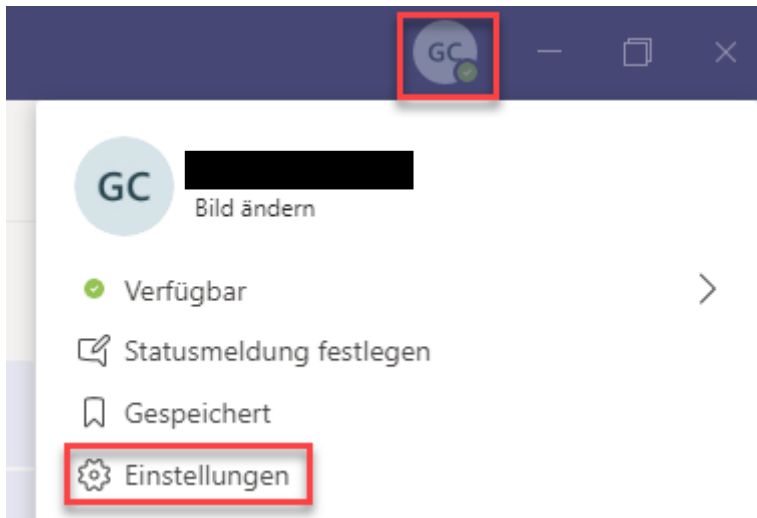 GC
GC
Bild ändern
Verfügbar
Statusmeldung festlegen
Gespeichert
Einstellungen